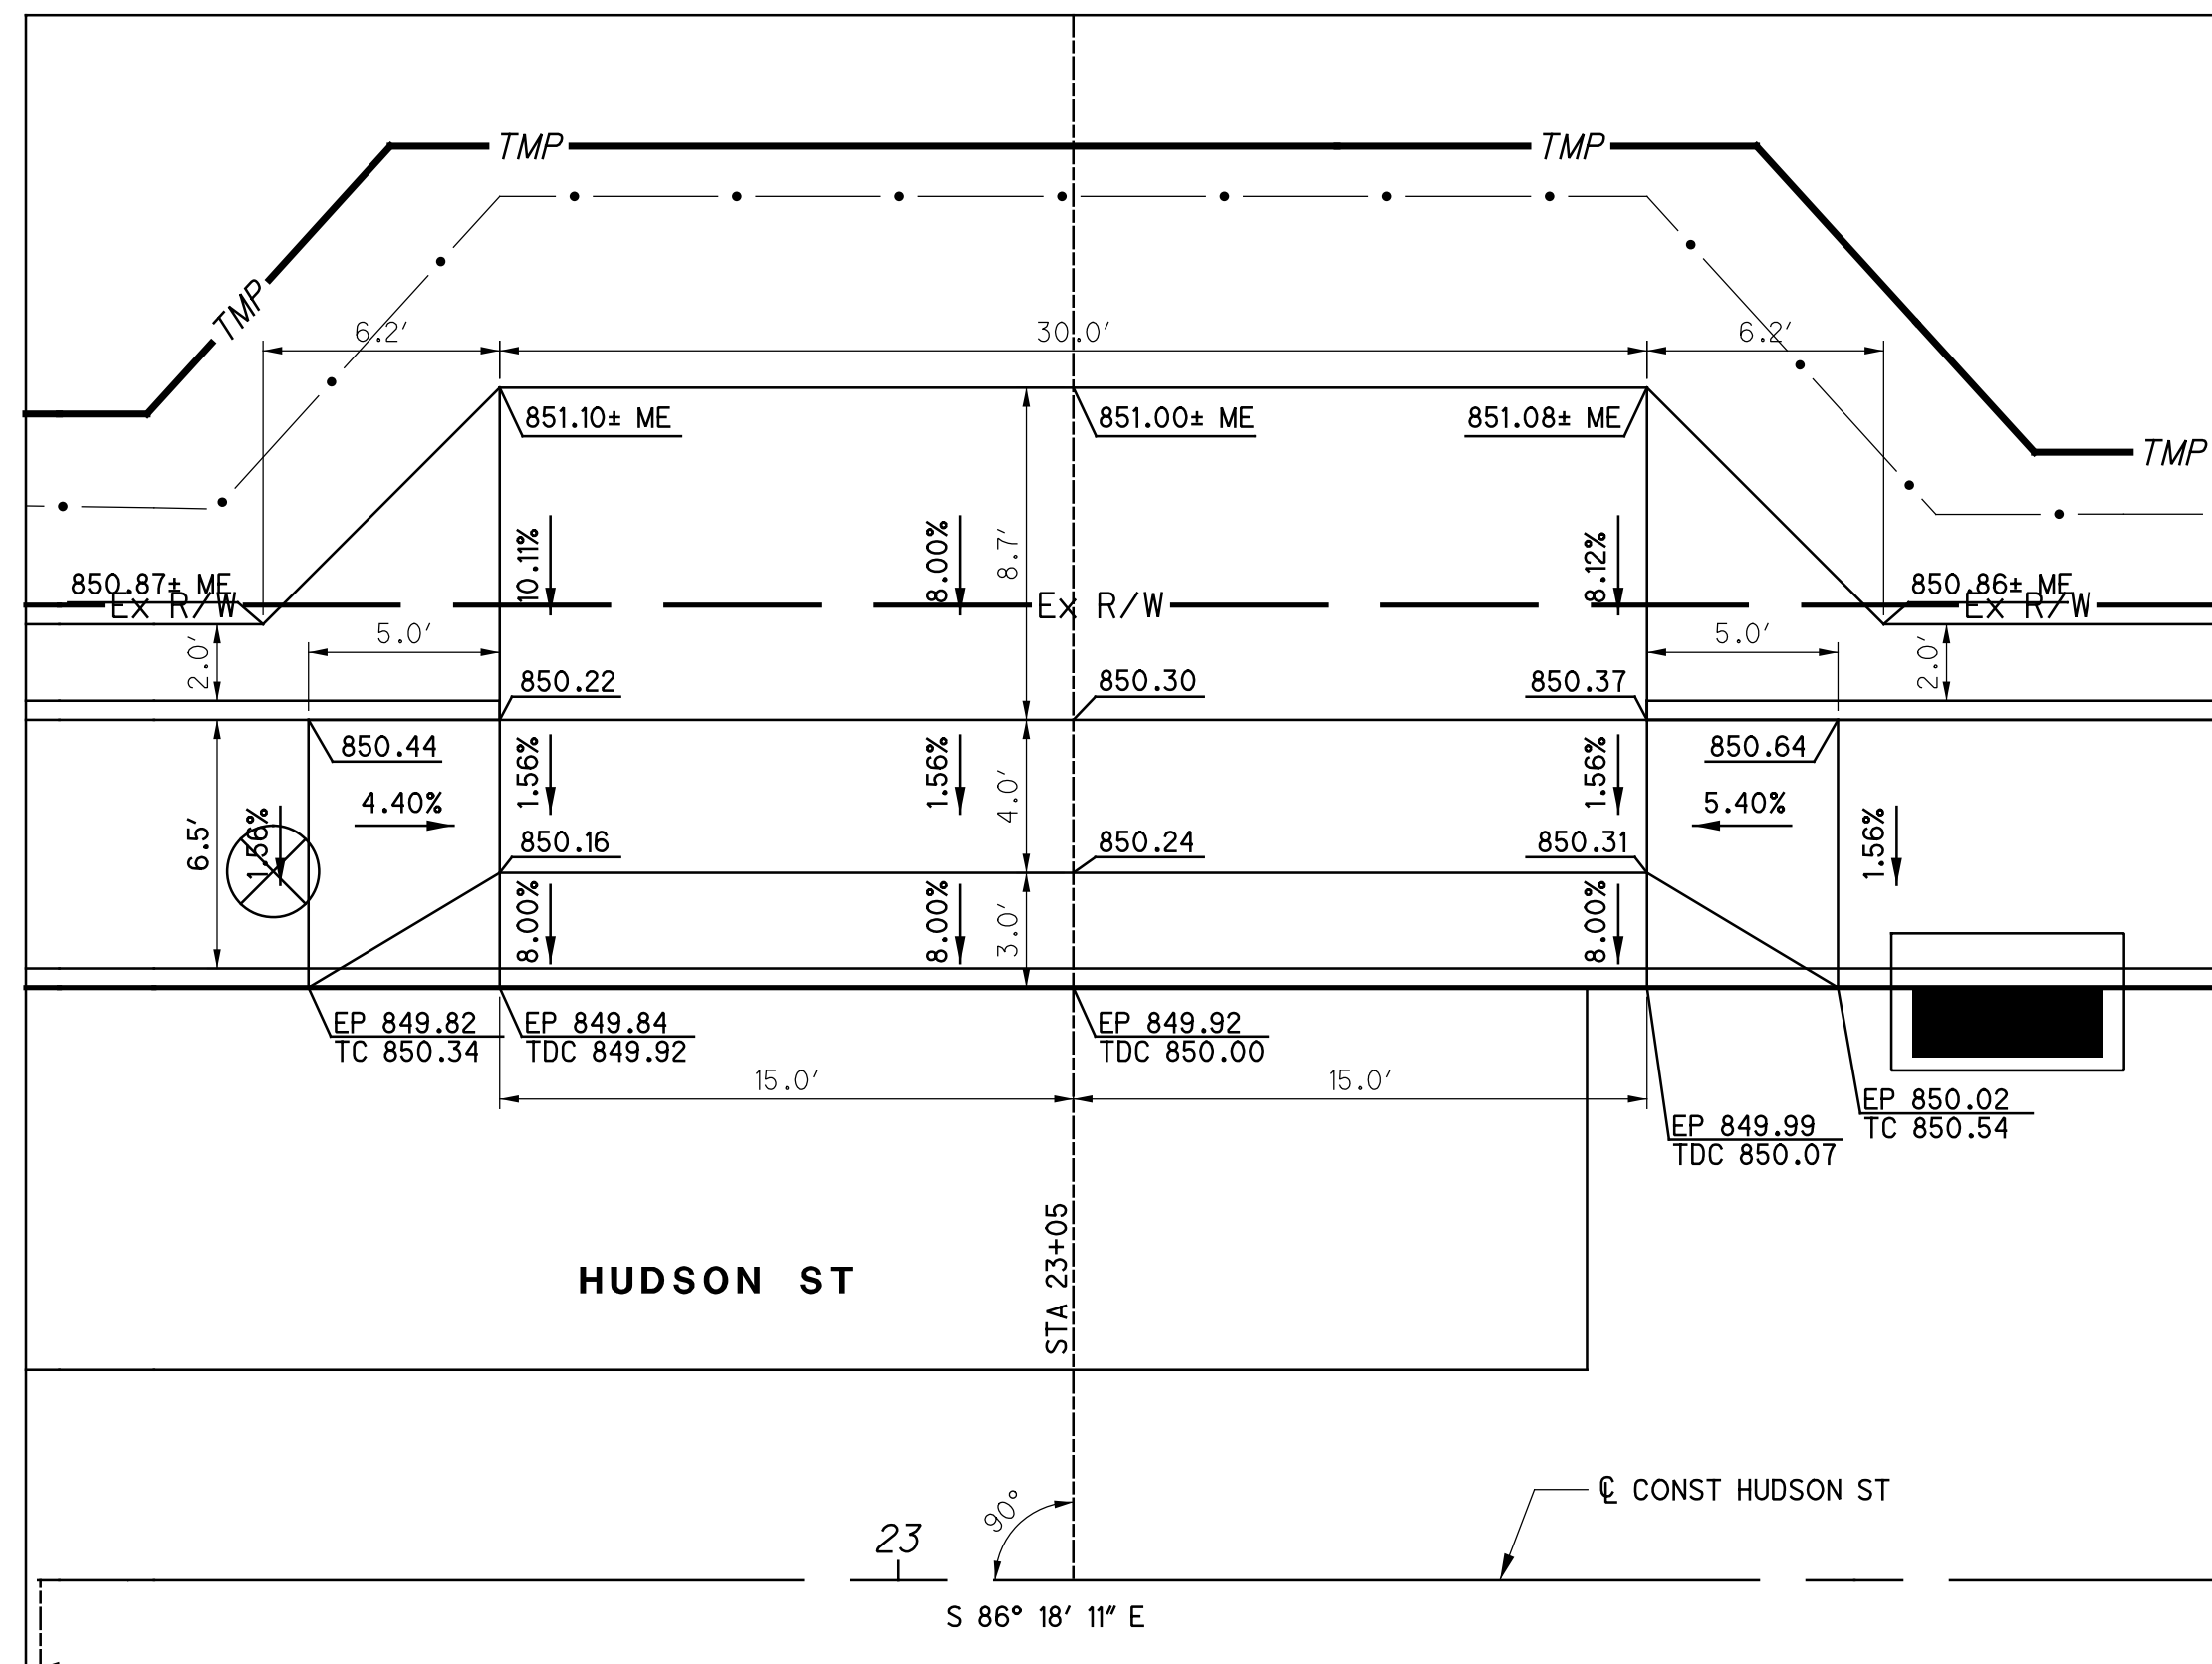 TMP
TMP
TMP
6.2′
30.0′
6.2′
851.10± ME
851.00± ME
851.08± ME
TMP
10.11%
8.00%
8.7′
8.12%
850.87± ME
850.86± ME
EX R/W
EX R/W
EX R/W
5.0′
5.0′
2.0′
2.0′
850.22
850.30
850.37
850.44
850.64
1.56%
1.56%
4.0′
1.56%
4.40%
5.40%
6.5′
1.56%
1.56%
850.16
850.24
850.31
8.00%
8.00%
3.0′
8.00%
EP 849.82
TC 850.34
EP 849.84
TDC 849.92
EP 849.92
TDC 850.00
15.0′
15.0′
EP 849.99
TDC 850.07
EP 850.02
TC 850.54
STA 23+05
HUDSON ST
℄ CONST HUDSON ST
90°
23
S 86° 18′ 11″ E